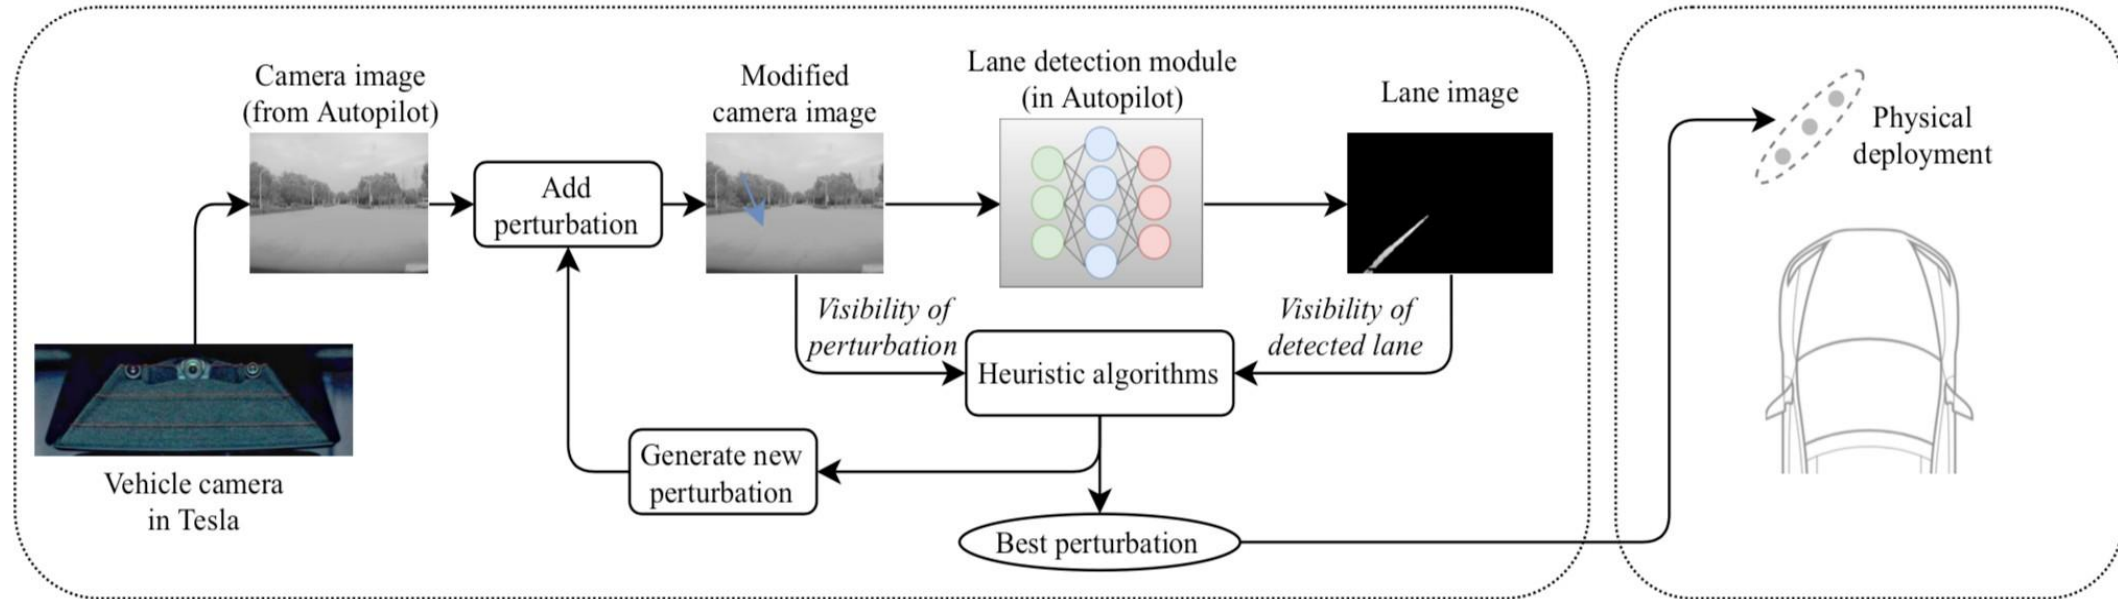 Camera image
(from Autopilot)
Modified
camera image
Lane detection module
(in Autopilot)
Lane image
Add
perturbation
Physical
deployment
Visibility of
perturbation
Visibility of
detected lane
Heuristic algorithms
Generate new
perturbation
Vehicle camera
in Tesla
Best perturbation